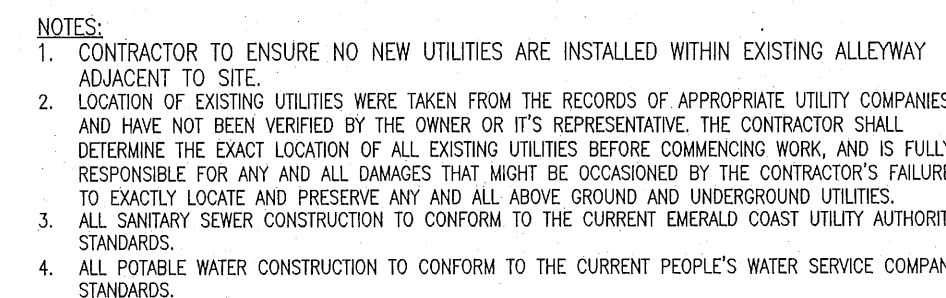 NOTES:
1. CONTRACTOR TO ENSURE NO NEW UTILITIES ARE INSTALLED WITHIN EXISTING ALLEYWAY
ADJACENT TO SITE.
2. LOCATION OF EXISTING UTILITIES WERE TAKEN FROM THE RECORDS OF APPROPRIATE UTILITY COMPANIES
AND HAVE NOT BEEN VERIFIED BY THE OWNER OR IT'S REPRESENTATIVE. THE CONTRACTOR SHALL
DETERMINE THE EXACT LOCATION OF ALL EXISTING UTILITIES BEFORE COMMENCING WORK, AND IS FULLY
RESPONSIBLE FOR ANY AND ALL DAMAGES THAT MIGHT BE OCCASIONED BY THE CONTRACTOR'S FAILURE
TO EXACTLY LOCATE AND PRESERVE ANY AND ALL ABOVE GROUND AND UNDERGROUND UTILITIES.
3. ALL SANITARY SEWER CONSTRUCTION TO CONFORM TO THE CURRENT EMERALD COAST UTILITY AUTHORIT
STANDARDS.
4. ALL POTABLE WATER CONSTRUCTION TO CONFORM TO THE CURRENT PEOPLE'S WATER SERVICE COMPAN
STANDARDS.